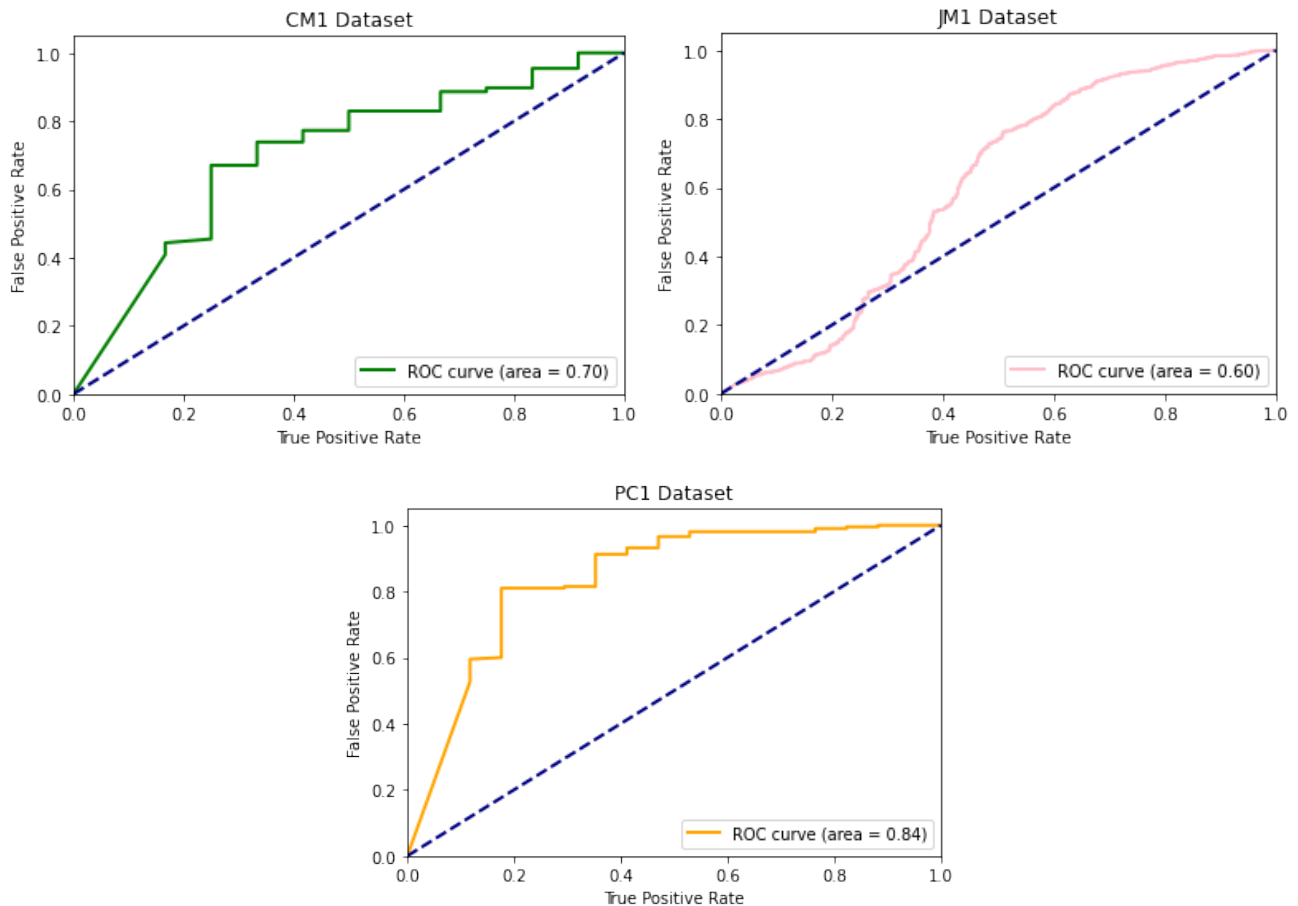 CM1 Dataset
1.0
0.8
0.6
0.4
0.2
0.0
False Positive Rate
ROC curve (area = 0.70)
0.0 0.2 0.4 0.6 0.8 1.0
True Positive Rate
JM1 Dataset
1.0
0.8
0.6
0.4
0.2
0.0
False Positive Rate
ROC curve (area = 0.60)
0.0 0.2 0.4 0.6 0.8 1.0
True Positive Rate
PC1 Dataset
1.0
0.8
0.6
0.4
0.2
0.0
False Positive Rate
ROC curve (area = 0.84)
0.0 0.2 0.4 0.6 0.8 1.0
True Positive Rate